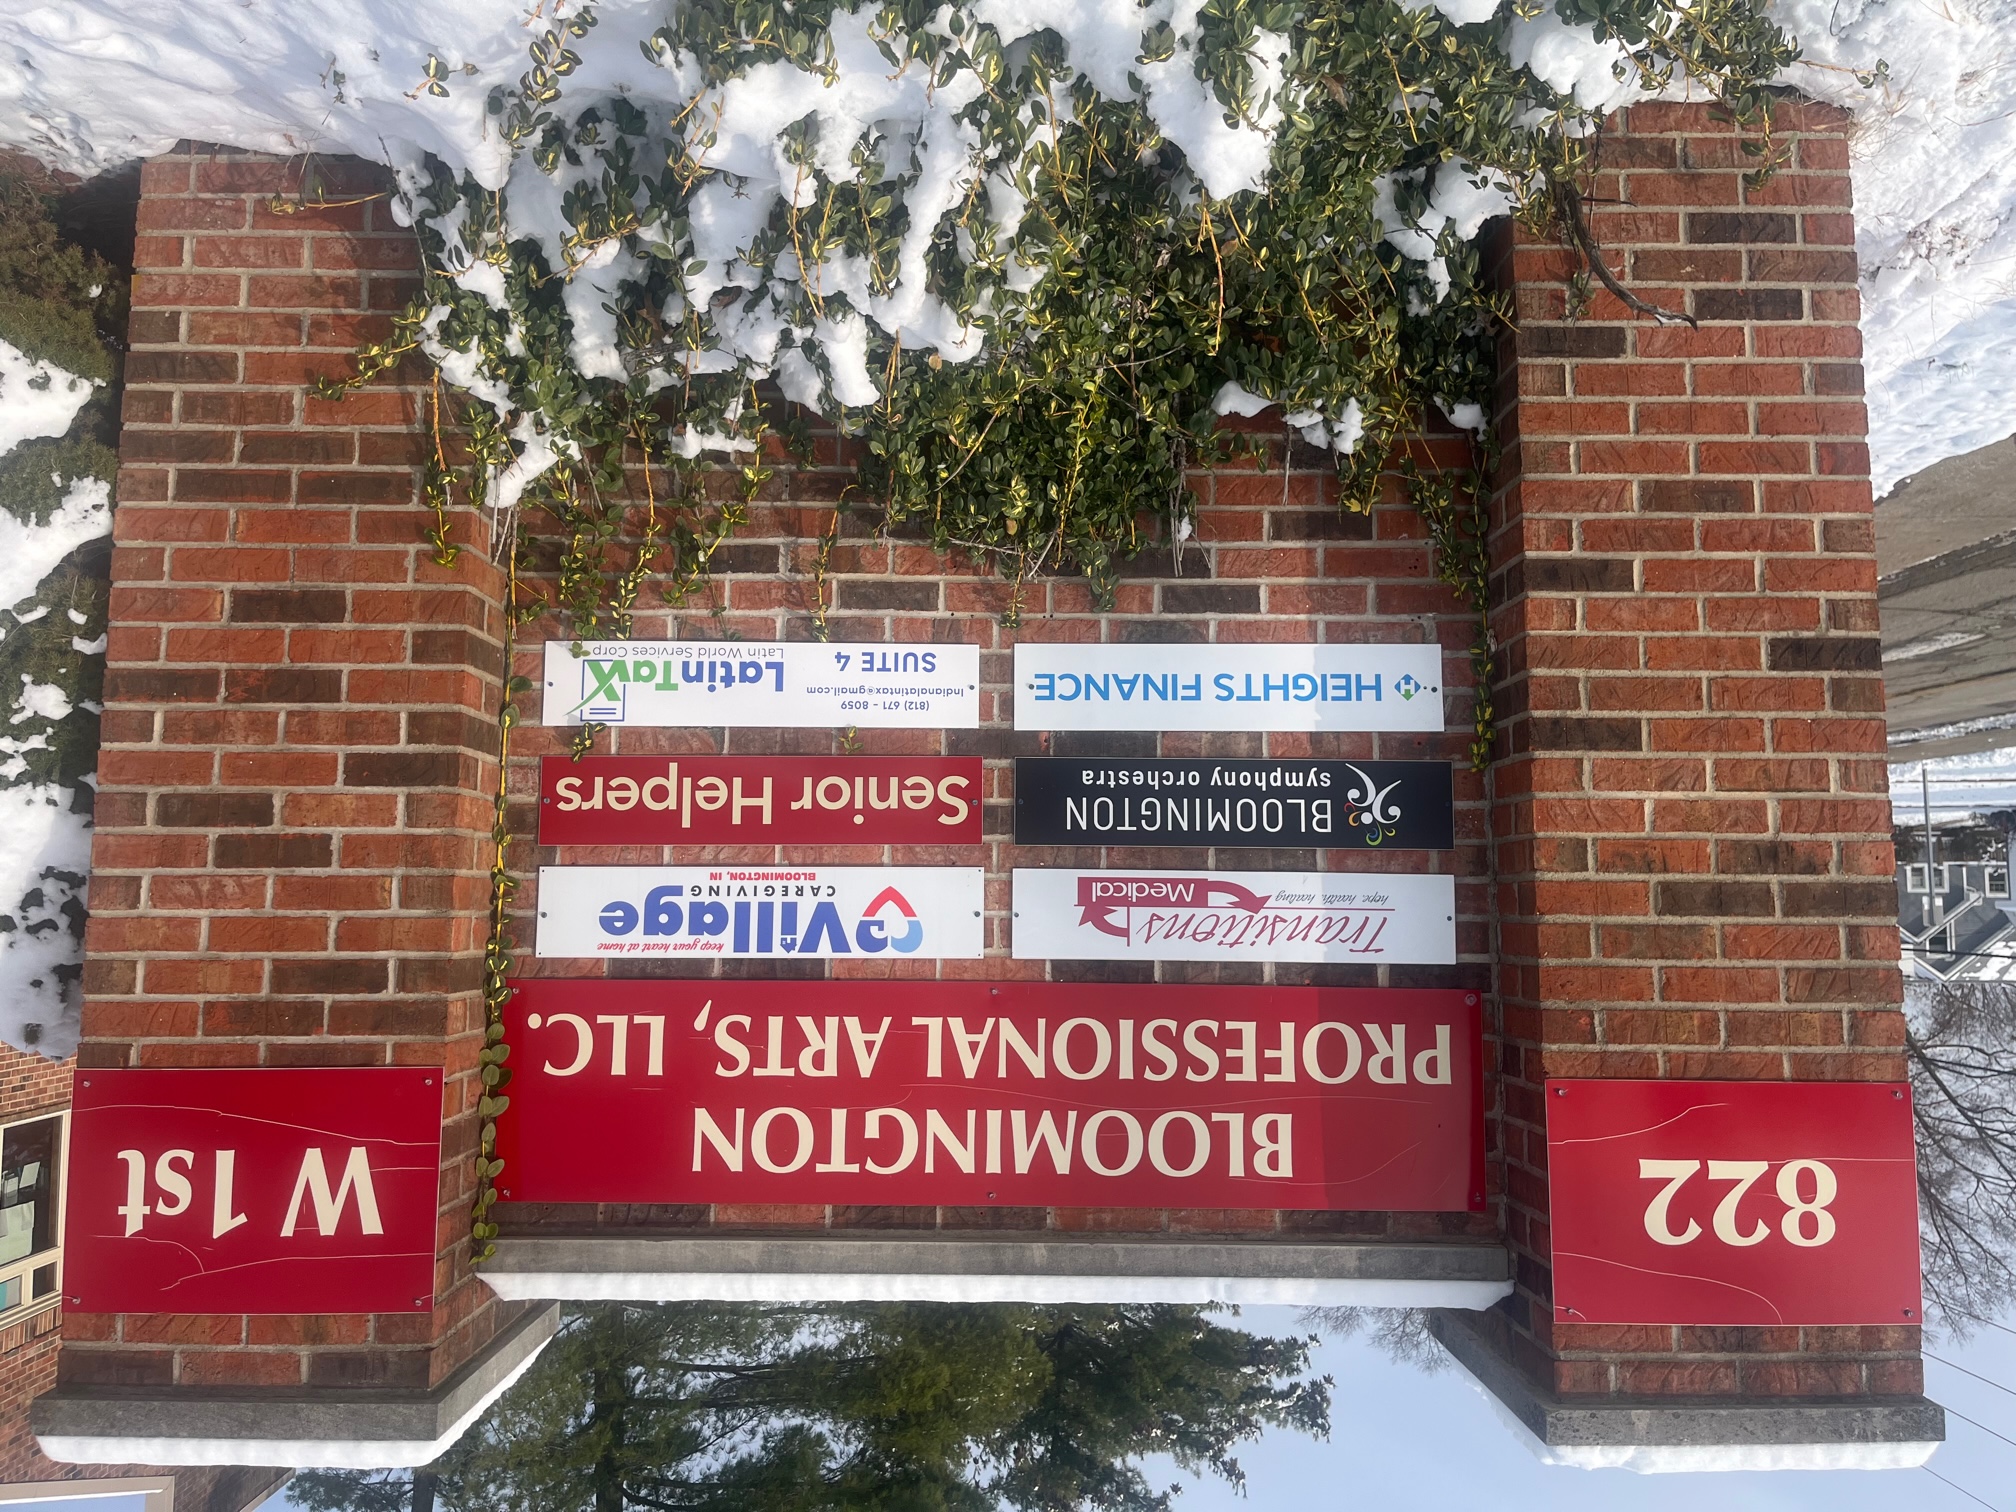 822
BLOOMINGTON
PROFESSIONAL ARTS, LLC.
W 1st
Transitions
hope. health. healing
Medical
keep your heart at home
Village
CAREGIVING
BLOOMINGTON, IN
BLOOMINGTON
symphony orchestra
Senior Helpers
HEIGHTS FINANCE
(812) 671 - 8059
Indianalatintax@gmail.com
SUITE 4
LatinTax
Latin World Services Corp